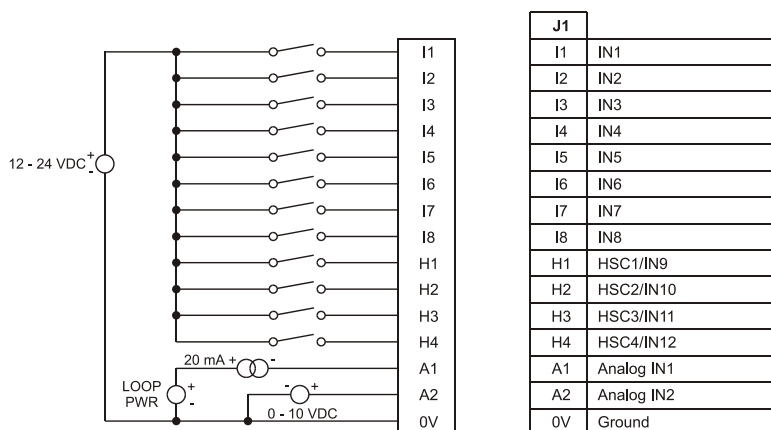 I1
I2
I3
I4
12 - 24 VDC + -
I5
I6
I7
I8
H1
H2
H3
H4
20 mA + - A1
LOOP PWR + -
- + A2
0 - 10 VDC
0V
J1
I1 IN1
I2 IN2
I3 IN3
I4 IN4
I5 IN5
I6 IN6
I7 IN7
I8 IN8
H1 HSC1/IN9
H2 HSC2/IN10
H3 HSC3/IN11
H4 HSC4/IN12
A1 Analog IN1
A2 Analog IN2
0V Ground